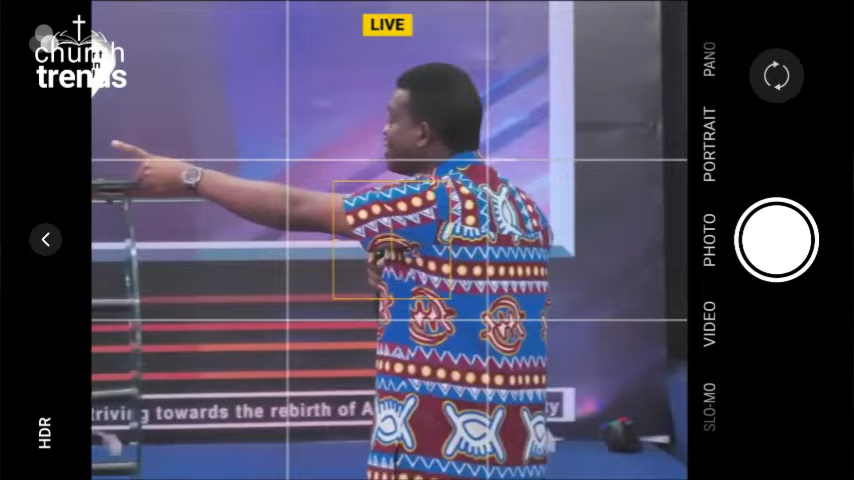 LIVE
church
trends
PANO
PORTRAIT
PHOTO
VIDEO
SLO-MO
HDR
triving towards the rebirth of A